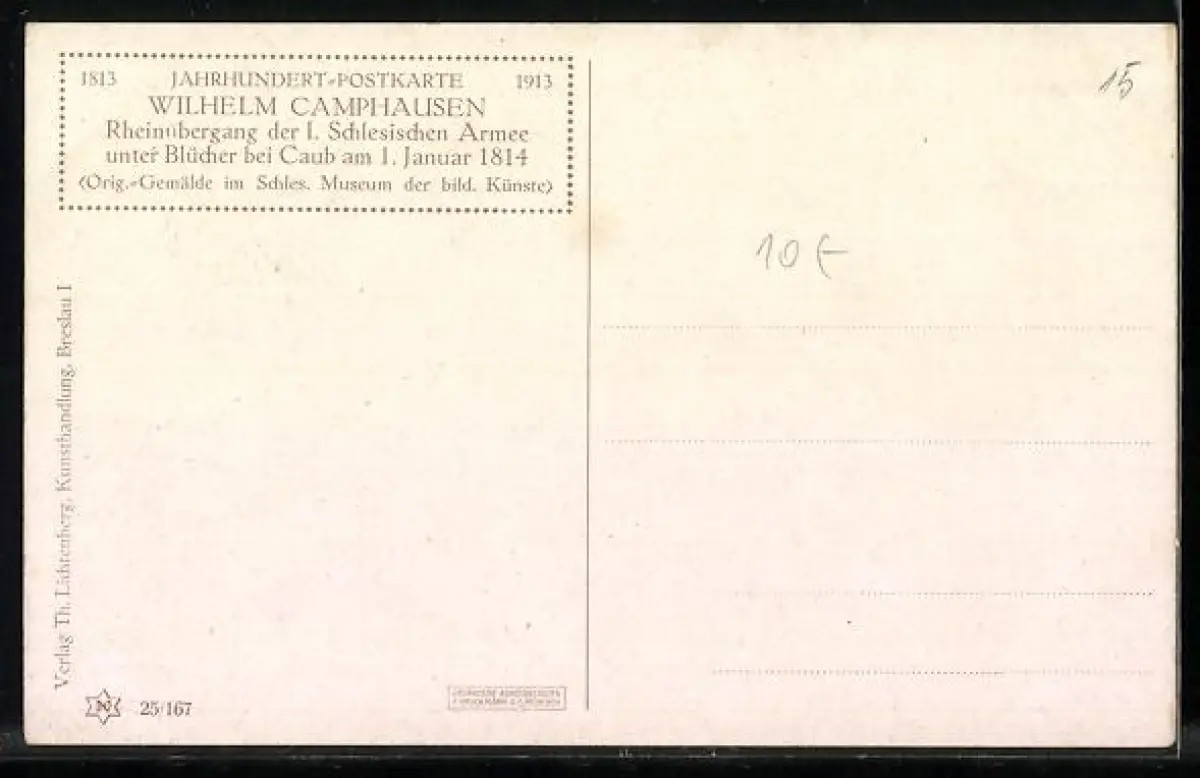 1813 JAHRHUNDERT-POSTKARTE 1913
WILHELM CAMPHAUSEN
Rheinübergang der I. Schlesischen Armee
unter Blücher bei Caub am 1. Januar 1814
(Orig.-Gemälde im Schles. Museum der bild. Künste)
15
10 €
Verlag Th. Lichtenberg, Kunsthandlung, Breslau I
N
25/167